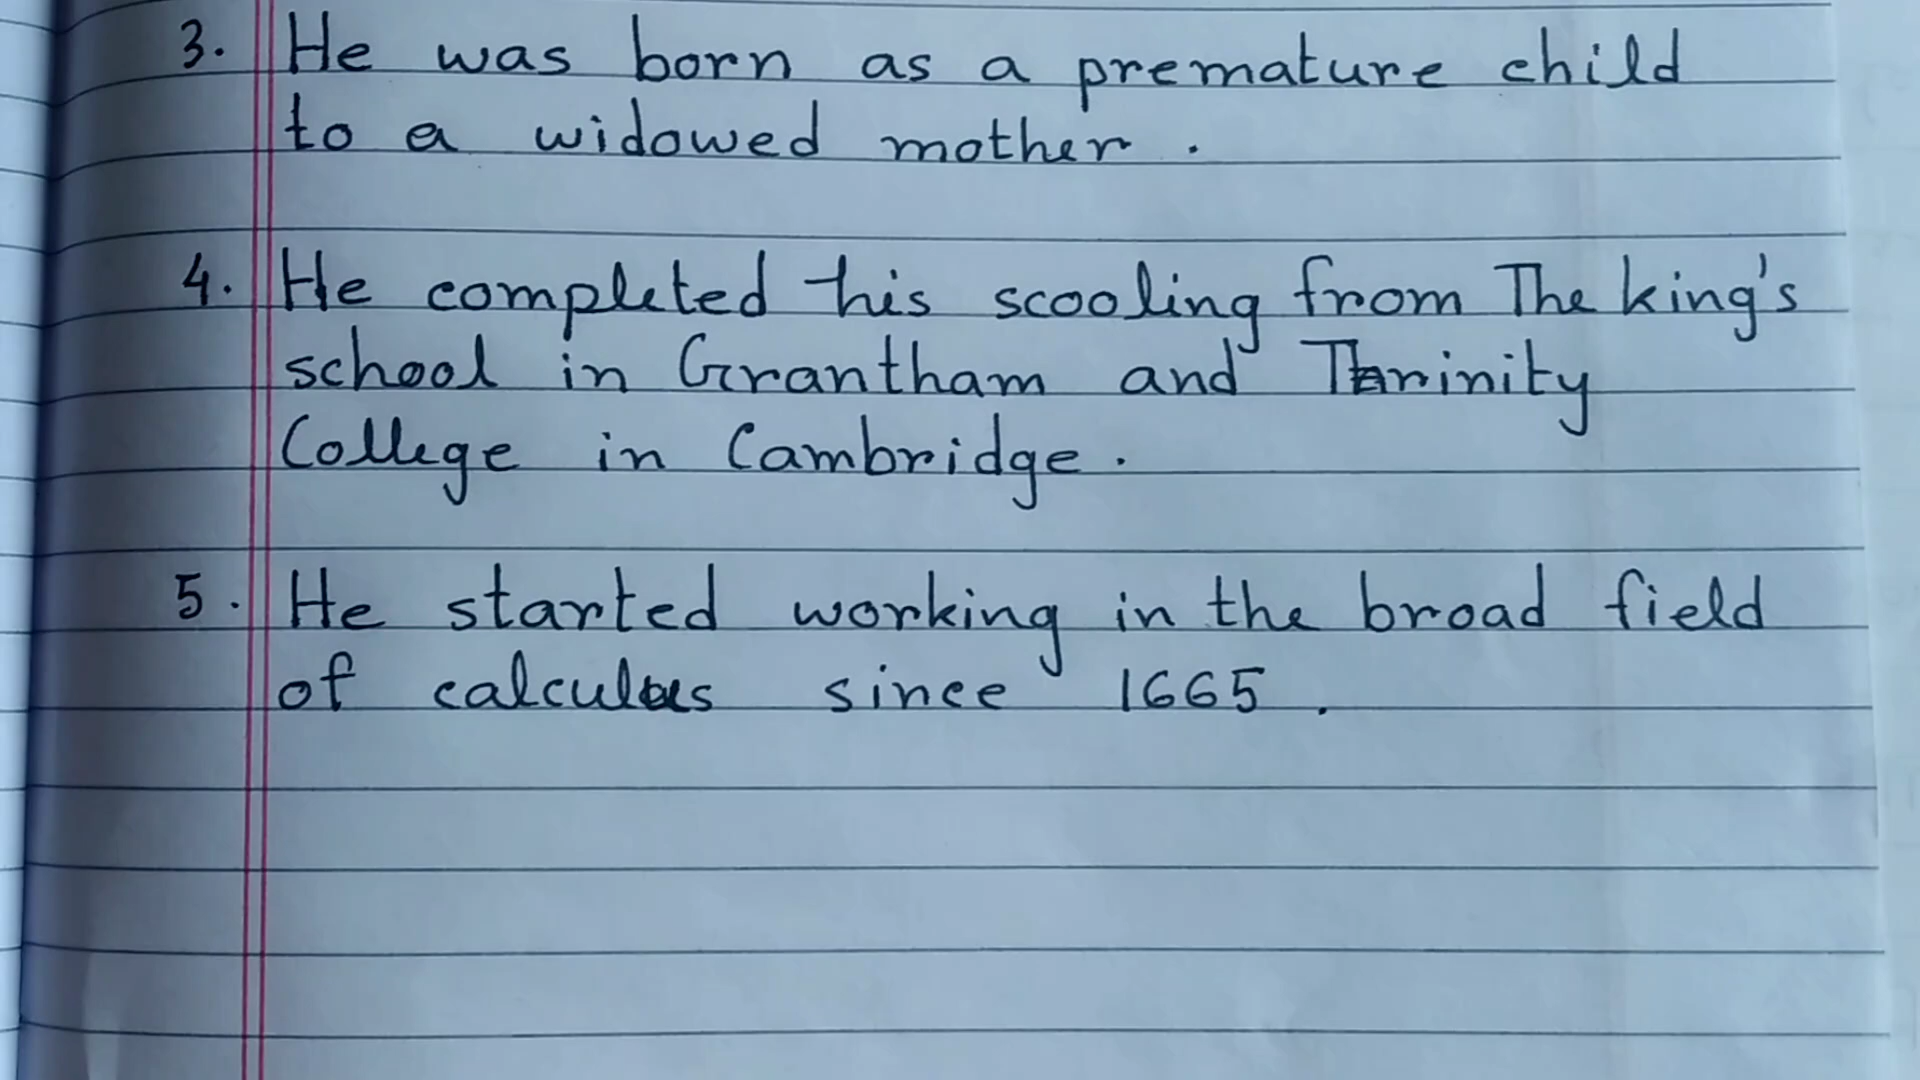 3. He was born as a premature child
to a widowed mother.
4. He completed his scooling from The king's
school in Grantham and Trinity
College in Cambridge.
5. He started working in the broad field
of calculus since 1665.